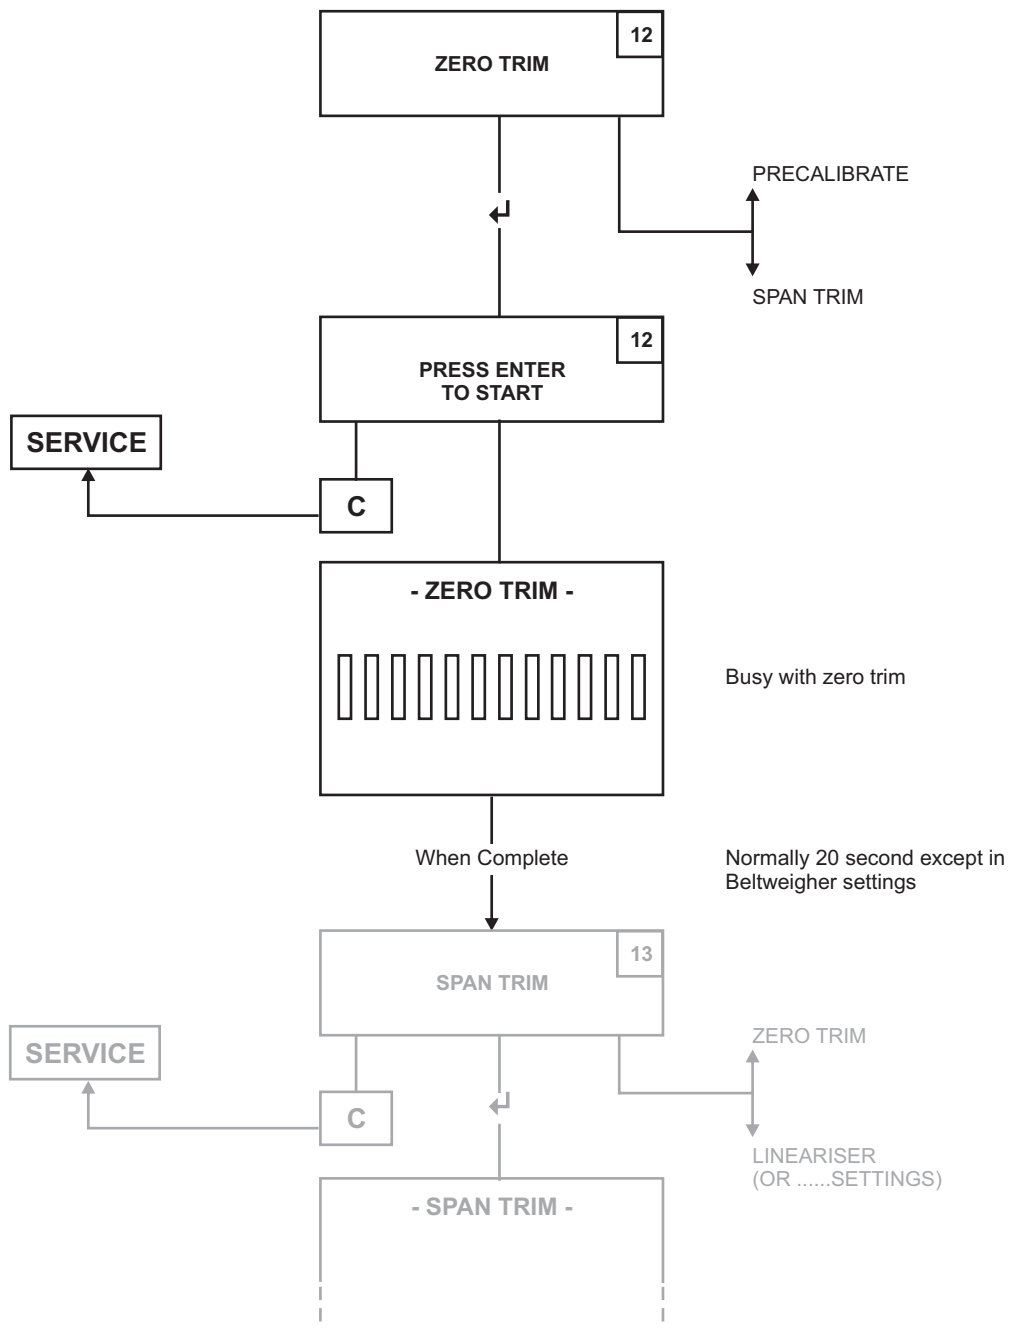 12
ZERO TRIM
PRECALIBRATE
SPAN TRIM
12
PRESS ENTER
TO START
SERVICE
C
- ZERO TRIM -
Busy with zero trim
When Complete
Normally 20 second except in
Beltweigher settings
13
SPAN TRIM
ZERO TRIM
SERVICE
C
LINEARISER
(OR ......SETTINGS)
- SPAN TRIM -